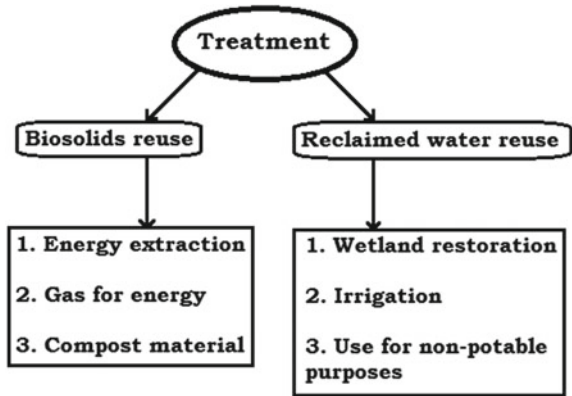 Treatment
Biosolids reuse
Reclaimed water reuse
1. Energy extraction
2. Gas for energy
3. Compost material
1. Wetland restoration
2. Irrigation
3. Use for non-potable
purposes